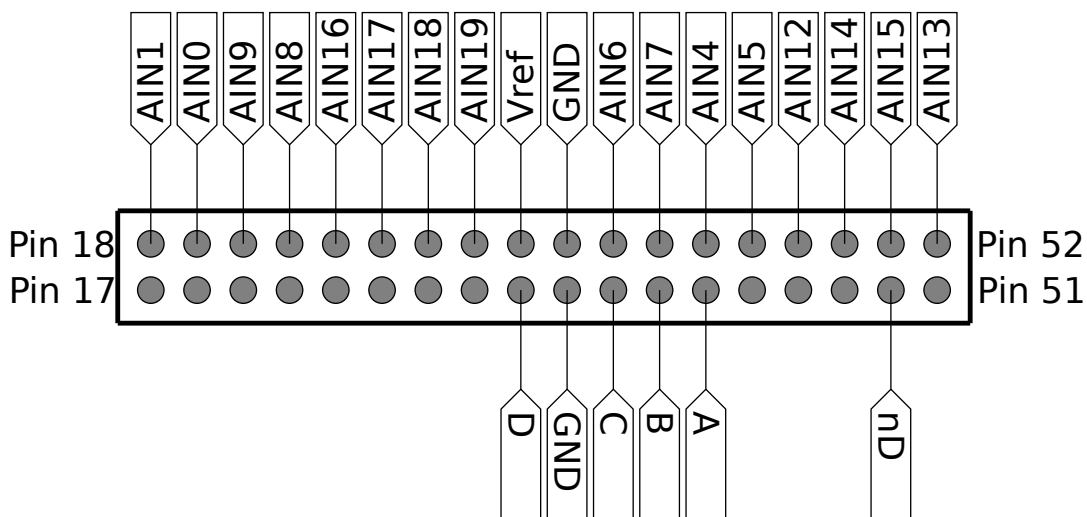 AIN1
AIN0
AIN9
AIN8
AIN16
AIN17
AIN18
AIN19
Vref
GND
AIN6
AIN7
AIN4
AIN5
AIN12
AIN14
AIN15
AIN13
Pin 18
Pin 52
Pin 17
Pin 51
D
GND
C
B
A
nD